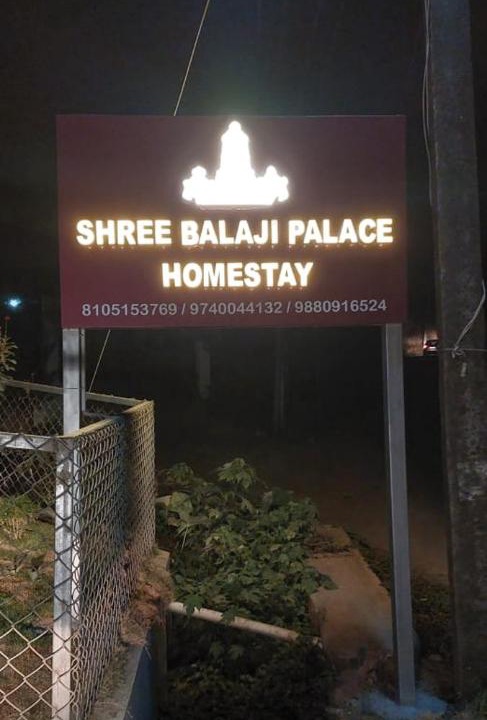 SHREE BALAJI PALACE
HOMESTAY
8105153769 / 9740044132 / 9880916524